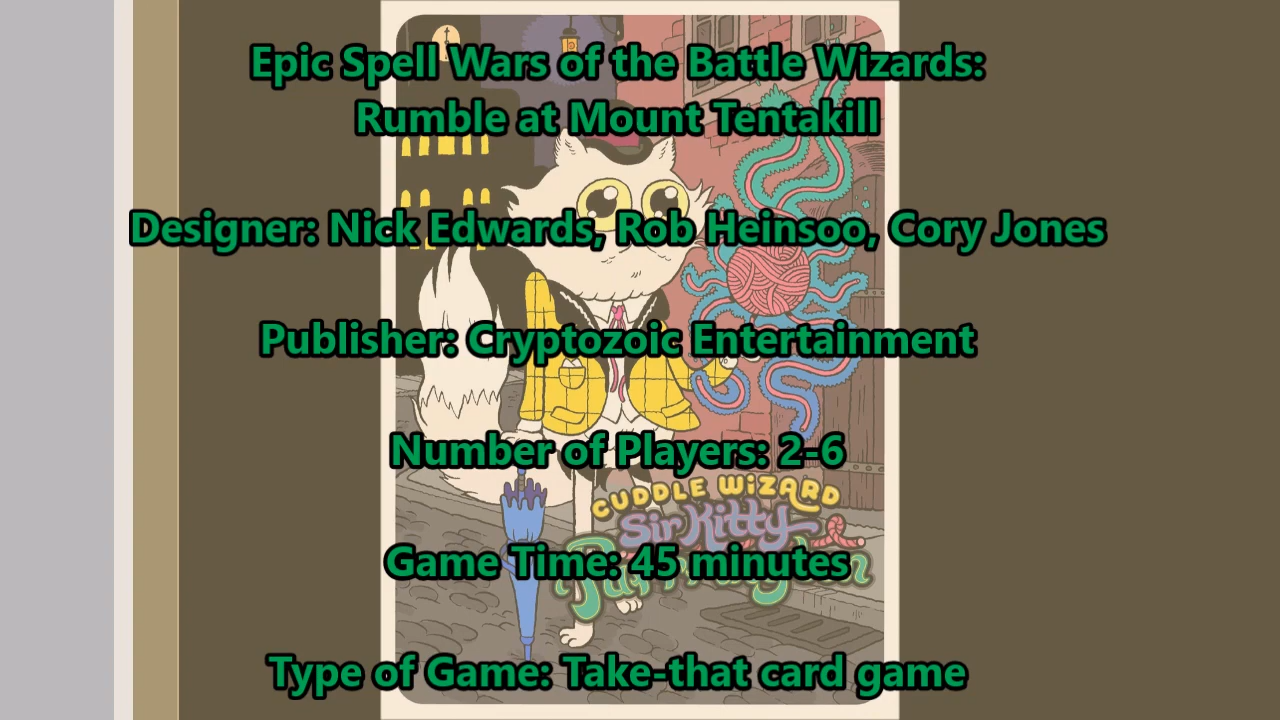 Epic Spell Wars of the Battle Wizards:
Rumble at Mount Tentakill
Designer: Nick Edwards, Rob Heinsoo, Cory Jones
Publisher: Cryptozoic Entertainment
Number of Players: 2-6
CUDDLE WiZARD
Sir Kitty
Game Time: 45 minutes
Type of Game: Take-that card game